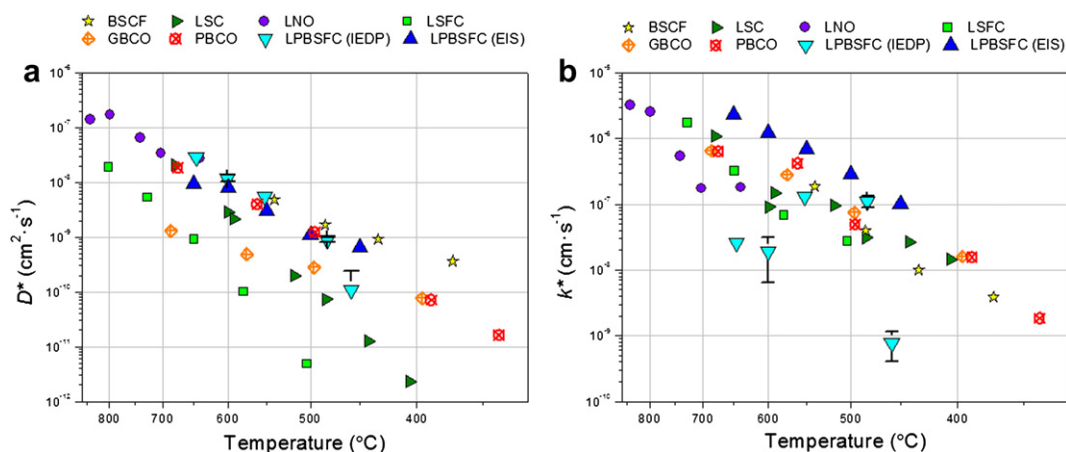 BSCF LSC LNO LSFC
GBCO PBCO LPBSFC (IEDP) LPBSFC (EIS)
a
10⁻⁶
10⁻⁷
10⁻⁸
10⁻⁹
10⁻¹⁰
10⁻¹¹
10⁻¹²
D* (cm²·s⁻¹)
800 700 600 500 400
Temperature (°C)
BSCF LSC LNO LSFC
GBCO PBCO LPBSFC (IEDP) LPBSFC (EIS)
b
10⁻⁵
10⁻⁶
10⁻⁷
10⁻⁸
10⁻⁹
10⁻¹⁰
k* (cm·s⁻¹)
800 700 600 500 400
Temperature (°C)